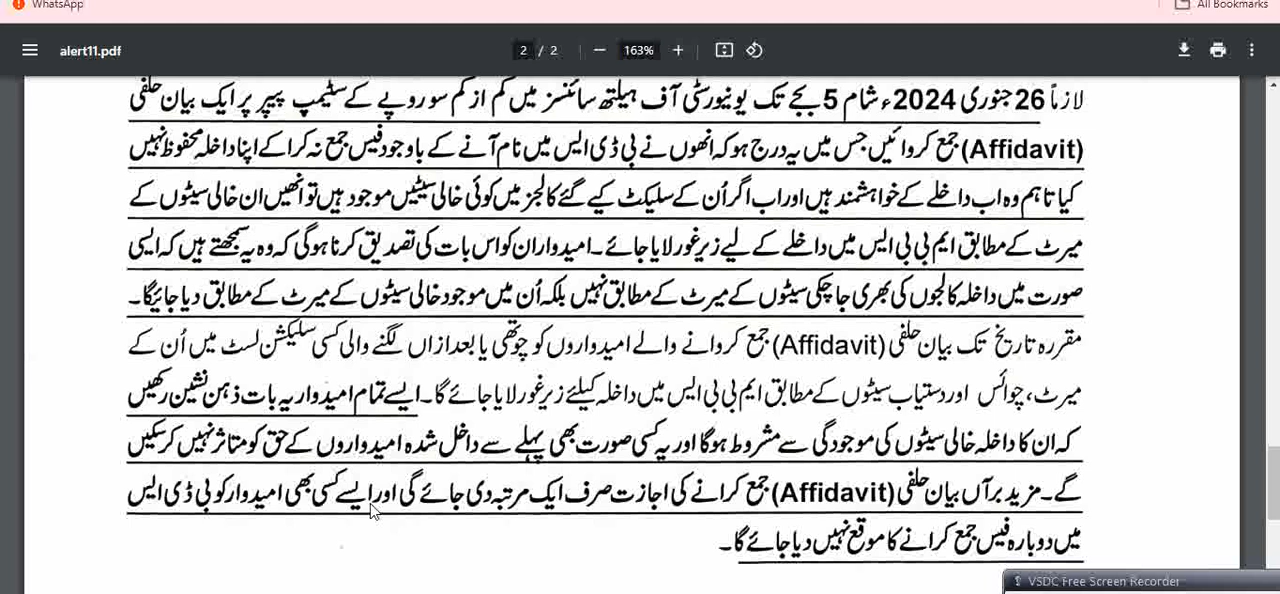 WhatsApp
All Bookmarks
alert11.pdf
2 / 2
163%
لازماً 26 جنوری 2024ء شام 5 بجے تک یونیورسٹی آف ہیلتھ سائنسز میں کم از کم سو روپے کے سٹیمپ پیپر پر ایک بیان حلفی
(Affidavit) جمع کروائیں جس میں یہ درج ہو کہ انھوں نے بی ڈی ایس میں نام آنے کے باوجود فیس جمع نہ کرا کے اپنا داخلہ محفوظ نہیں
کیا تاہم وہ اب داخلے کے خواہشمند ہیں اور اب اگر اُن کے سلیکٹ کیے گئے کالجز میں کوئی خالی سیٹیں موجود ہیں تو انھیں ان خالی سیٹوں کے
میرٹ کے مطابق ایم بی بی ایس میں داخلے کے لیے زیر غور لایا جائے۔ امیدواران کو اس بات کی تصدیق کرنا ہوگی کہ وہ یہ سمجھتے ہیں کہ ایسی
صورت میں داخلہ کالجوں کی بھری جا چکی سیٹوں کے میرٹ کے مطابق نہیں بلکہ اُن میں موجود خالی سیٹوں کے میرٹ کے مطابق دیا جائیگا۔
مقررہ تاریخ تک بیان حلفی (Affidavit) جمع کروانے والے امیدواروں کو چوتھی یا بعد ازاں لگنے والی کسی سلیکشن لسٹ میں اُن کے
میرٹ، چوائس اور دستیاب سیٹوں کے مطابق ایم بی بی ایس میں داخلہ کیلئے زیر غور لایا جائے گا۔ ایسے تمام امیدوار یہ بات ذہن نشین رکھیں
کہ ان کا داخلہ خالی سیٹوں کی موجودگی سے مشروط ہوگا اور یہ کسی صورت بھی پہلے سے داخل شدہ امیدواروں کے حق کو متاثر نہیں کر سکیں
گے۔ مزید برآں بیان حلفی (Affidavit) جمع کرانے کی اجازت صرف ایک مرتبہ دی جائے گی اور ایسے کسی بھی امیدوار کو بی ڈی ایس
میں دوبارہ فیس جمع کرانے کا موقع نہیں دیا جائے گا۔
VSDC Free Screen Recorder